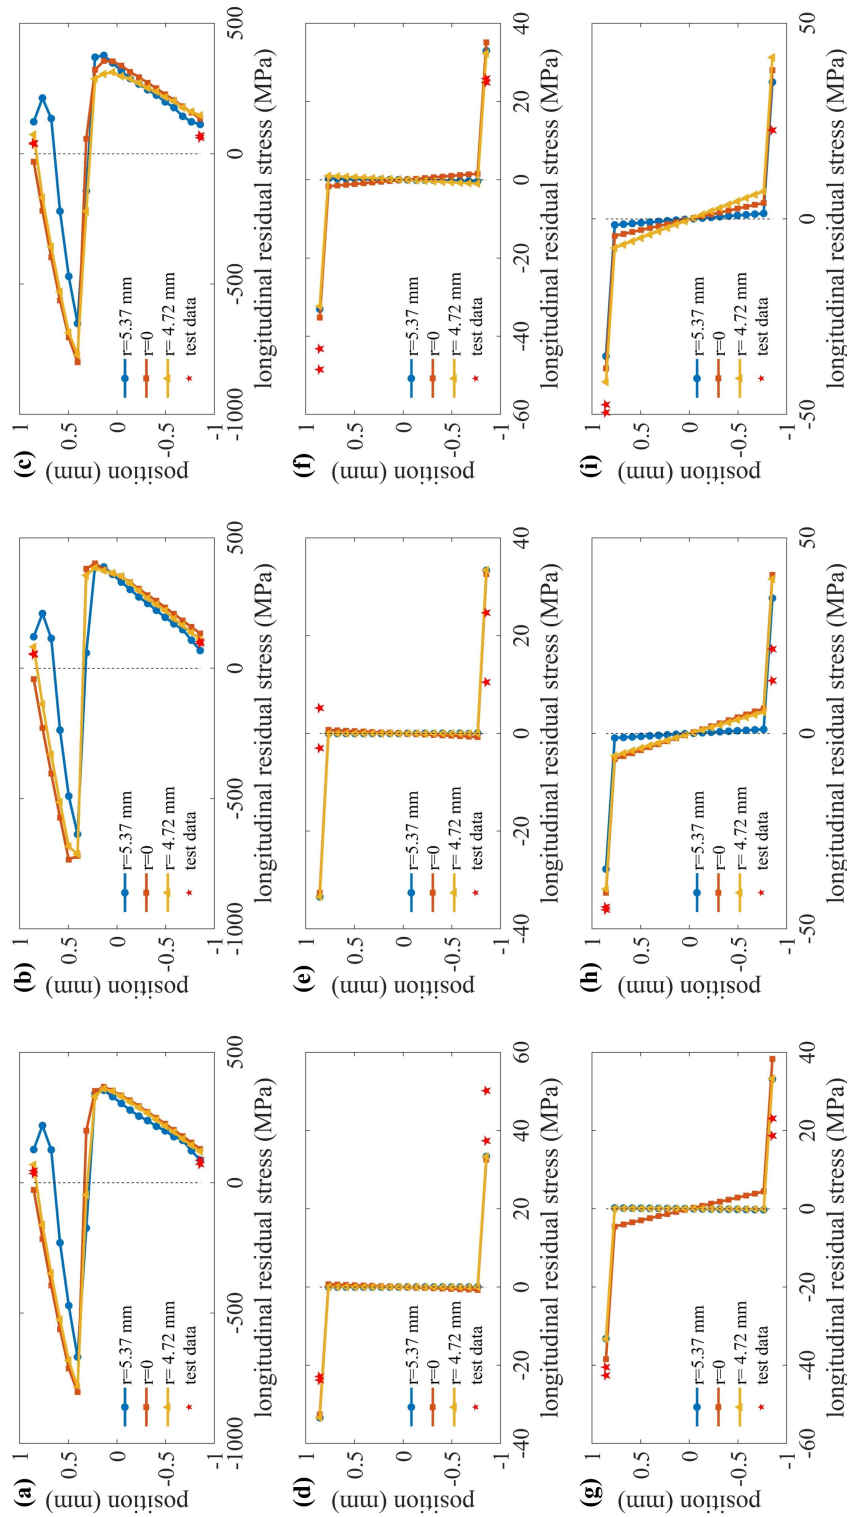 (a)
1
0.5
0
-0.5
-1
position (mm)
-1000
-500
0
500
longitudinal residual stress (MPa)
r=5.37 mm
r=0
r= 4.72 mm
test data
(b)
1
0.5
0
-0.5
-1
position (mm)
-1000
-500
0
500
longitudinal residual stress (MPa)
r=5.37 mm
r=0
r= 4.72 mm
test data
(c)
1
0.5
0
-0.5
-1
position (mm)
-1000
-500
0
500
longitudinal residual stress (MPa)
r=5.37 mm
r=0
r= 4.72 mm
test data
(d)
1
0.5
0
-0.5
-1
position (mm)
-40
-20
0
20
40
60
longitudinal residual stress (MPa)
r=5.37 mm
r=0
r= 4.72 mm
test data
(e)
1
0.5
0
-0.5
-1
position (mm)
-40
-20
0
20
40
longitudinal residual stress (MPa)
r=5.37 mm
r=0
r= 4.72 mm
test data
(f)
1
0.5
0
-0.5
-1
position (mm)
-60
-40
-20
0
20
40
longitudinal residual stress (MPa)
r=5.37 mm
r=0
r= 4.72 mm
test data
(g)
1
0.5
0
-0.5
-1
position (mm)
-60
-40
-20
0
20
40
longitudinal residual stress (MPa)
r=5.37 mm
r=0
r= 4.72 mm
test data
(h)
1
0.5
0
-0.5
-1
position (mm)
-50
0
50
longitudinal residual stress (MPa)
r=5.37 mm
r=0
r= 4.72 mm
test data
(i)
1
0.5
0
-0.5
-1
position (mm)
-50
0
50
longitudinal residual stress (MPa)
r=5.37 mm
r=0
r= 4.72 mm
test data